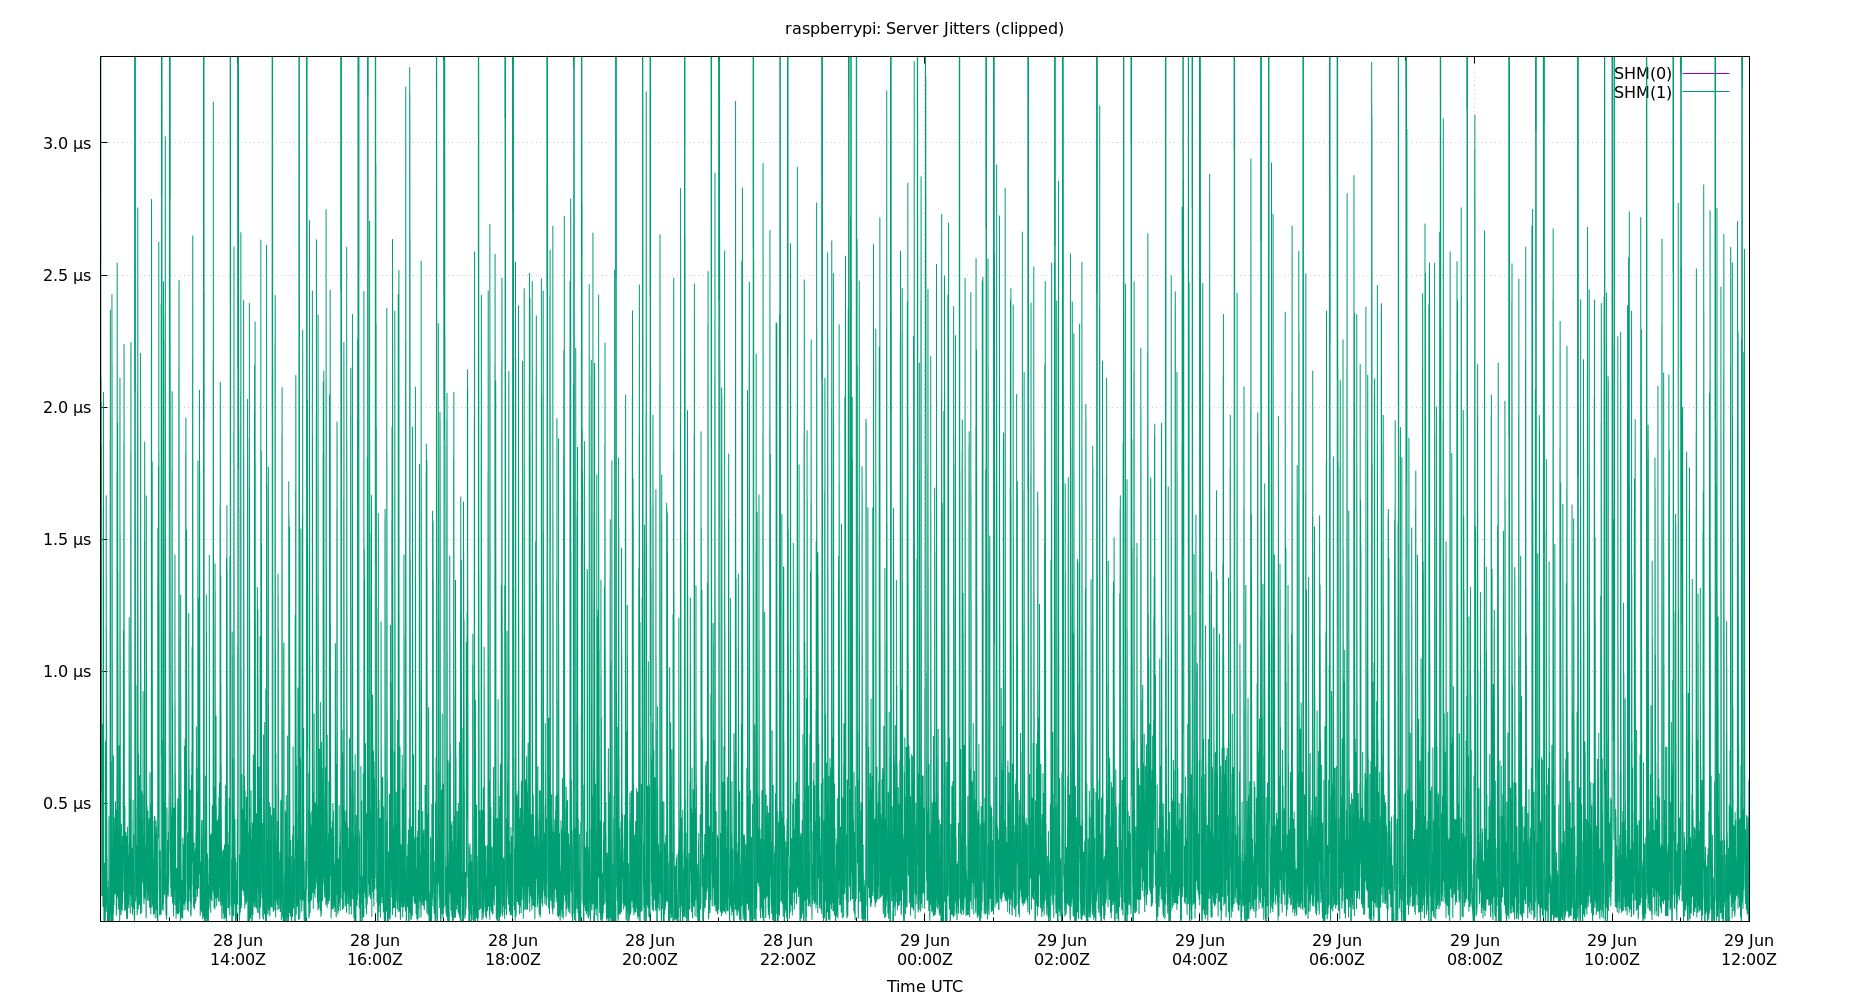 raspberrypi: Server Jitters (clipped)
SHM(0)
SHM(1)
3.0 µs
2.5 µs
2.0 µs
1.5 µs
1.0 µs
0.5 µs
28 Jun 28 Jun 28 Jun 28 Jun 28 Jun 29 Jun 29 Jun 29 Jun 29 Jun 29 Jun 29 Jun 29 Jun
14:00Z 16:00Z 18:00Z 20:00Z 22:00Z 00:00Z 02:00Z 04:00Z 06:00Z 08:00Z 10:00Z 12:00Z
Time UTC